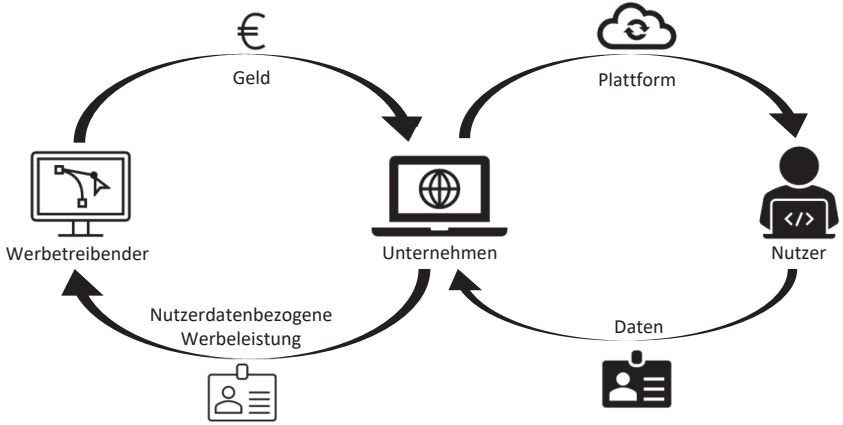 €
Geld
Plattform
</>
Werbetreibender
Unternehmen
Nutzer
Nutzerdatenbezogene
Werbeleistung
Daten